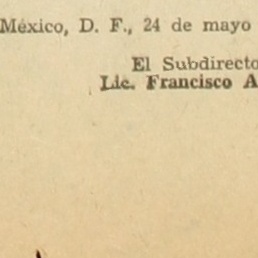 México, D. F., 24 de mayo
El Subdirecto
Lic. Francisco A